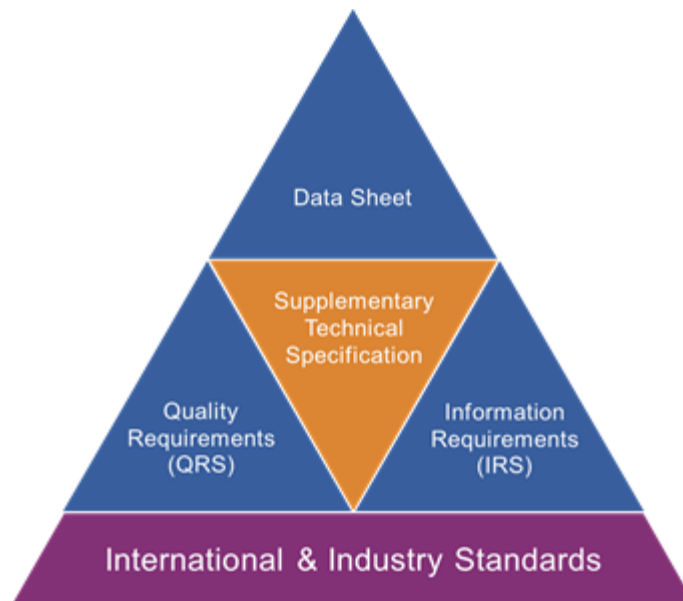 Data Sheet
Supplementary
Technical
Specification
Quality
Requirements
(QRS)
Information
Requirements
(IRS)
International & Industry Standards